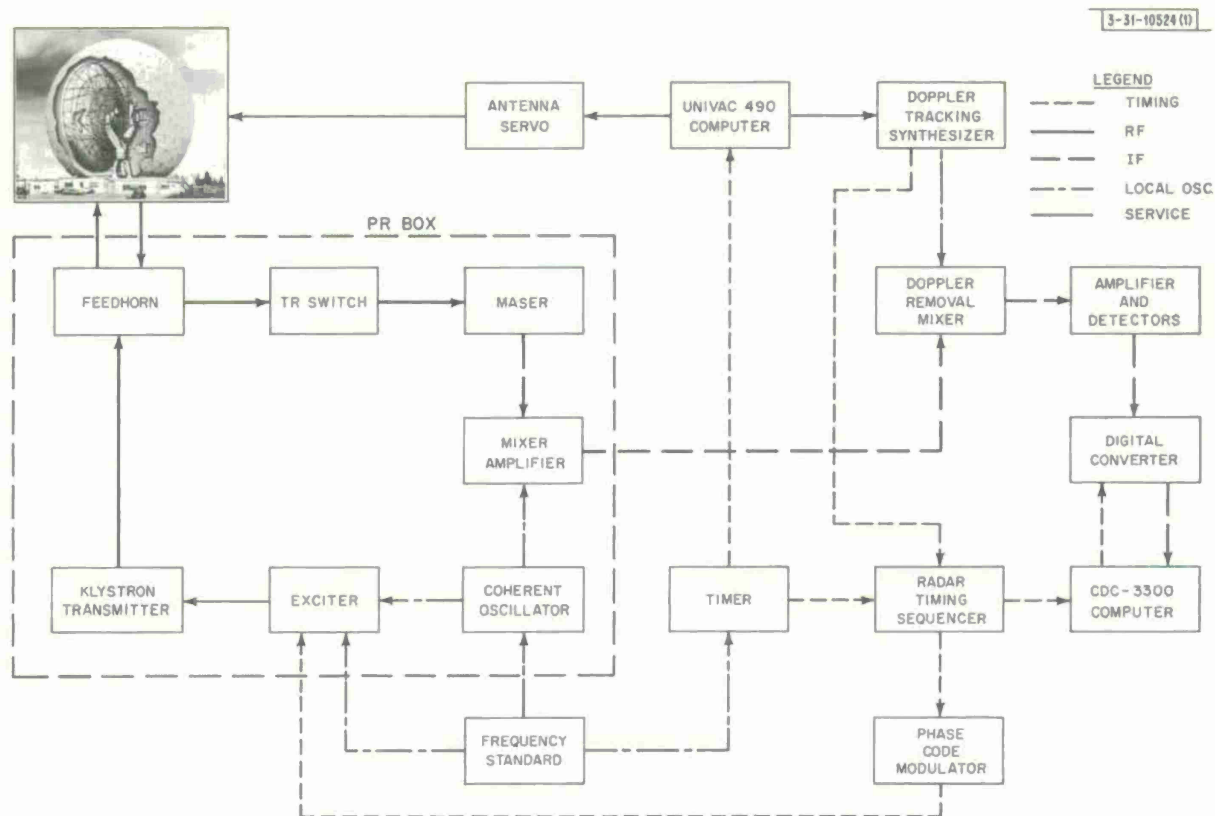 3-31-10524(1)
LEGEND
TIMING
RF
IF
LOCAL OSC
SERVICE
ANTENNA
SERVO
UNIVAC 490
COMPUTER
DOPPLER
TRACKING
SYNTHESIZER
PR BOX
FEEDHORN
TR SWITCH
MASER
DOPPLER
REMOVAL
MIXER
AMPLIFIER
AND
DETECTORS
MIXER
AMPLIFIER
DIGITAL
CONVERTER
KLYSTRON
TRANSMITTER
EXCITER
COHERENT
OSCILLATOR
TIMER
RADAR
TIMING
SEQUENCER
CDC-3300
COMPUTER
FREQUENCY
STANDARD
PHASE
CODE
MODULATOR